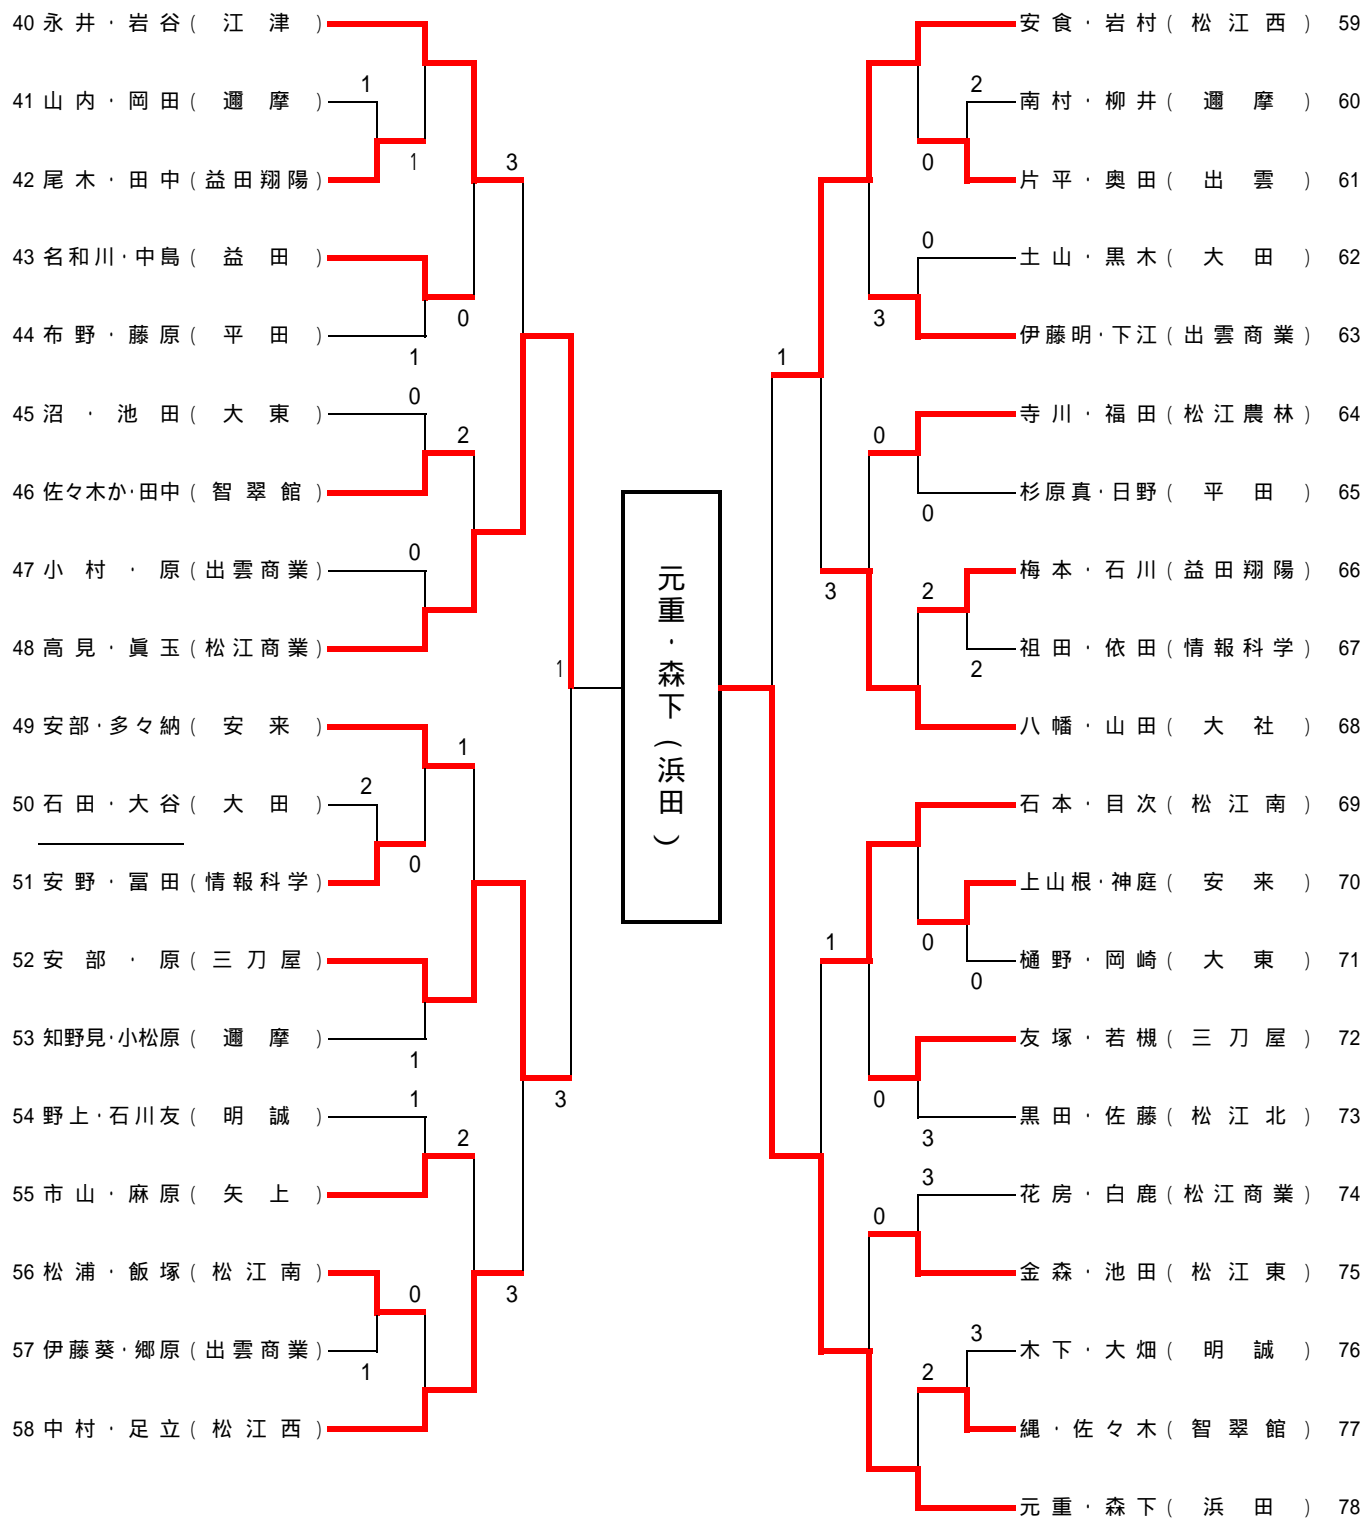 40 永井・岩谷(江津)
1
41 山内・岡田(邇摩)
1
42 尾木・田中(益田翔陽)
3
43 名和川・中島(益田)
0
44 布野・藤原(平田)
1
0
45 沼・池田(大東)
2
46 佐々木か・田中(智翠館)
0
47 小村・原(出雲商業)
48 高見・眞玉(松江商業)
1
49 安部・多々納(安来)
1
2
50 石田・大谷(大田)
0
51 安野・冨田(情報科学)
52 安部・原(三刀屋)
53 知野見・小松原(邇摩)
1
3
1
54 野上・石川友(明誠)
2
55 市山・麻原(矢上)
56 松浦・飯塚(松江南)
0
3
57 伊藤葵・郷原(出雲商業)
1
58 中村・足立(松江西)
元重・森下(浜田)
安食・岩村(松江西) 59
2
南村・柳井(邇摩) 60
0
片平・奥田(出雲) 61
0
土山・黒木(大田) 62
3
伊藤明・下江(出雲商業) 63
1
寺川・福田(松江農林) 64
0
杉原真・日野(平田) 65
0
梅本・石川(益田翔陽) 66
2
3
祖田・依田(情報科学) 67
2
八幡・山田(大社) 68
石本・目次(松江南) 69
上山根・神庭(安来) 70
1
0
樋野・岡崎(大東) 71
0
友塚・若槻(三刀屋) 72
0
黒田・佐藤(松江北) 73
3
3
花房・白鹿(松江商業) 74
0
金森・池田(松江東) 75
3
木下・大畑(明誠) 76
2
縄・佐々木(智翠館) 77
元重・森下(浜田) 78